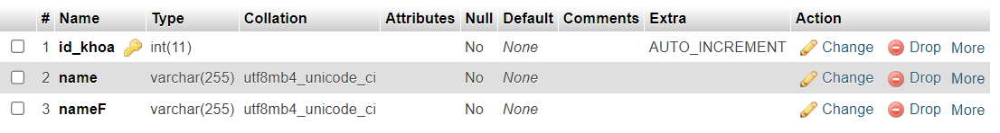 # Name Type Collation Attributes Null Default Comments Extra Action
1 id_khoa int(11) No None AUTO_INCREMENT Change Drop More
2 name varchar(255) utf8mb4_unicode_ci No None Change Drop More
3 nameF varchar(255) utf8mb4_unicode_ci No None Change Drop More